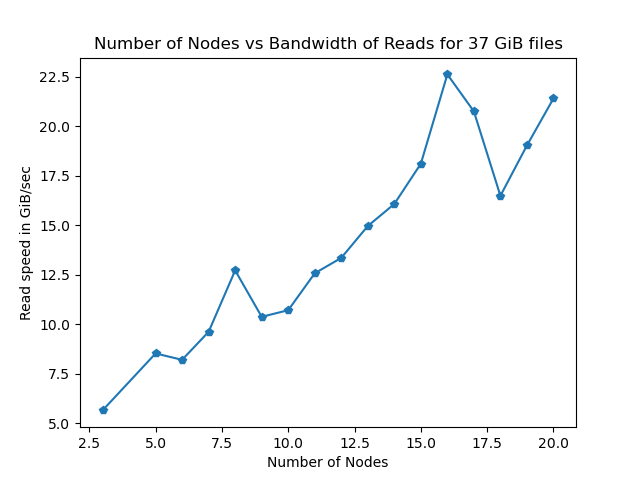 Number of Nodes vs Bandwidth of Reads for 37 GiB files
22.5
20.0
17.5
15.0
12.5
10.0
7.5
5.0
Read speed in GiB/sec
2.5 5.0 7.5 10.0 12.5 15.0 17.5 20.0
Number of Nodes